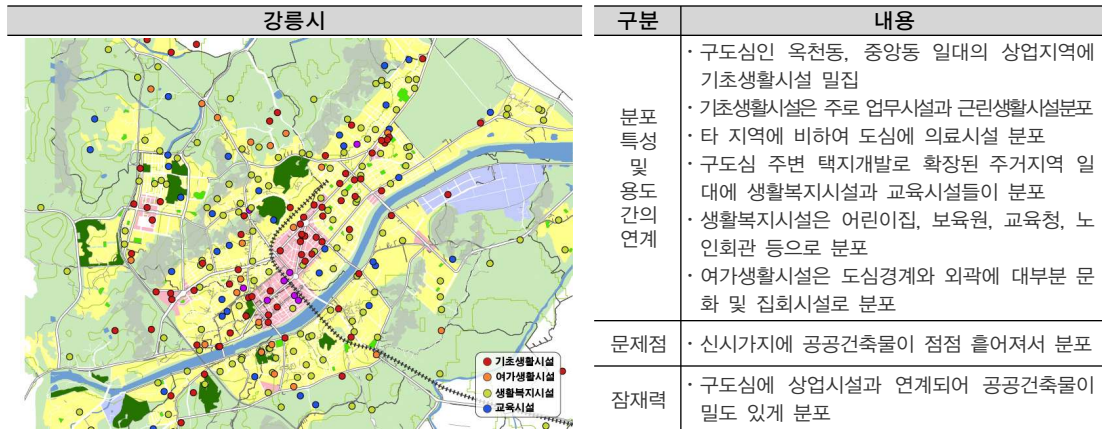 강릉시
기초생활시설
여가생활시설
생활복지시설
교육시설
구분
내용
분포
특성
및
용도
간의
연계
· 구도심인 옥천동, 중앙동 일대의 상업지역에
기초생활시설 밀집
· 기초생활시설은 주로 업무시설과 근린생활시설분포
· 타 지역에 비하여 도심에 의료시설 분포
· 구도심 주변 택지개발로 확장된 주거지역 일
대에 생활복지시설과 교육시설들이 분포
· 생활복지시설은 어린이집, 보육원, 교육청, 노
인회관 등으로 분포
· 여가생활시설은 도심경계와 외곽에 대부분 문
화 및 집회시설로 분포
문제점
· 신시가지에 공공건축물이 점점 흩어져서 분포
잠재력
· 구도심에 상업시설과 연계되어 공공건축물이
밀도 있게 분포